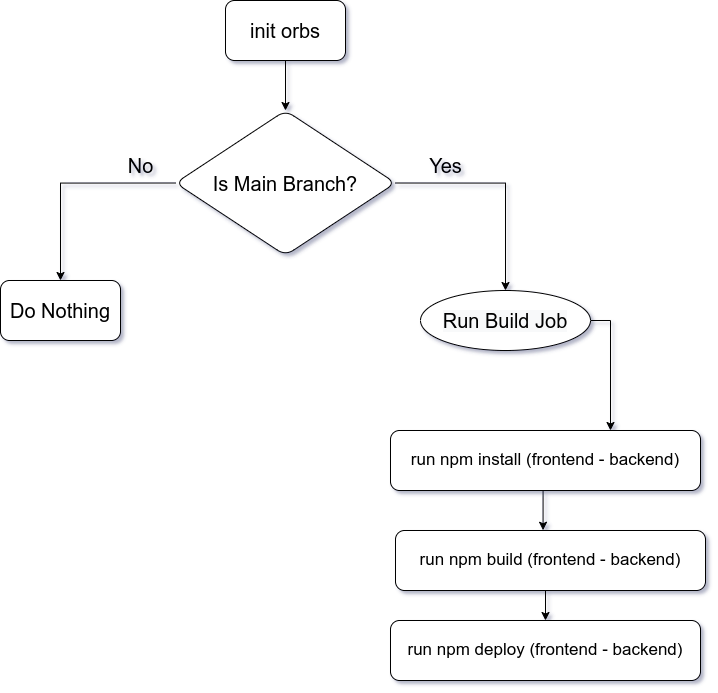 init orbs
Is Main Branch?
No
Yes
Do Nothing
Run Build Job
run npm install (frontend - backend)
run npm build (frontend - backend)
run npm deploy (frontend - backend)